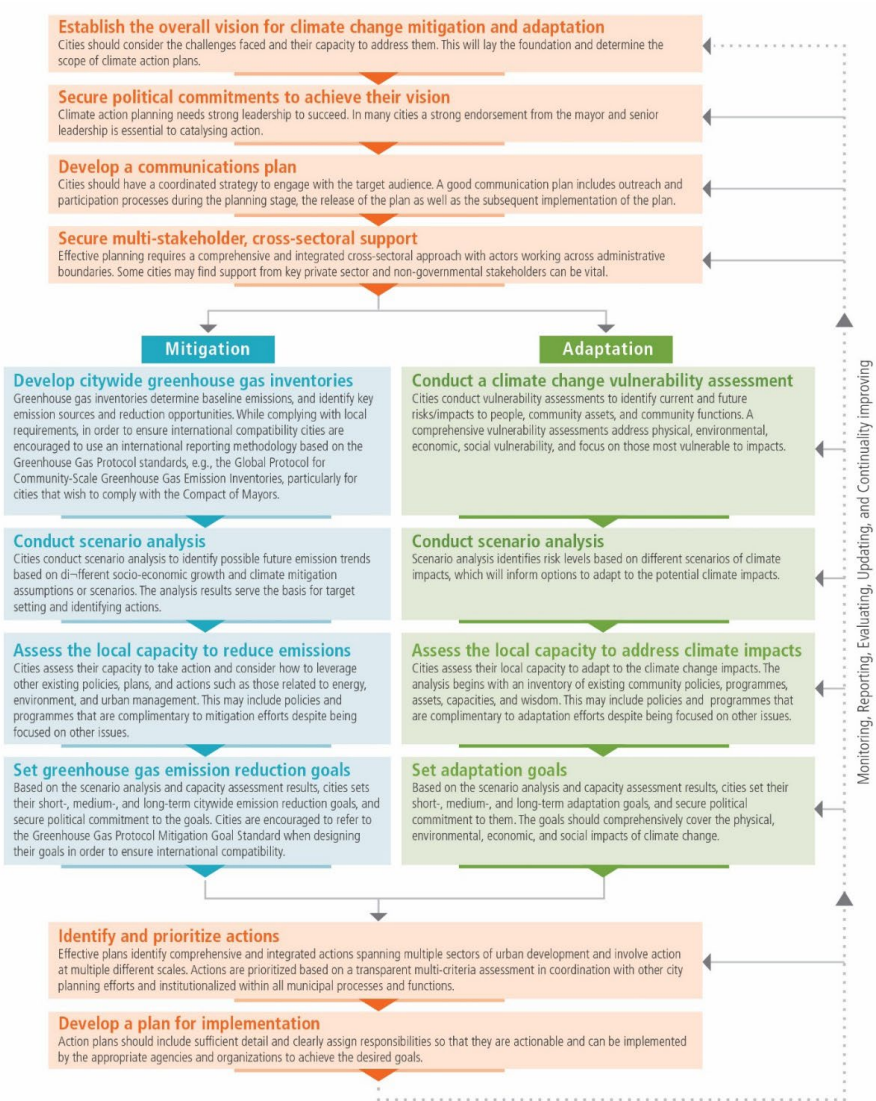 Establish the overall vision for climate change mitigation and adaptation
Cities should consider the challenges faced and their capacity to address them. This will lay the foundation and determine the
scope of climate action plans.
Secure political commitments to achieve their vision
Climate action planning needs strong leadership to succeed. In many cities a strong endorsement from the mayor and senior
leadership is essential to catalysing action.
Develop a communications plan
Cities should have a coordinated strategy to engage with the target audience. A good communication plan includes outreach and
participation processes during the planning stage, the release of the plan as well as the subsequent implementation of the plan.
Secure multi-stakeholder, cross-sectoral support
Effective planning requires a comprehensive and integrated cross-sectoral approach with actors working across administrative
boundaries. Some cities may find support from key private sector and non-governmental stakeholders can be vital.
Mitigation
Develop citywide greenhouse gas inventories
Greenhouse gas inventories determine baseline emissions, and identify key
emission sources and reduction opportunities. While complying with local
requirements, in order to ensure international compatibility cities are
encouraged to use an international reporting methodology based on the
Greenhouse Gas Protocol standards, e.g., the Global Protocol for
Community-Scale Greenhouse Gas Emission Inventories, particularly for
cities that wish to comply with the Compact of Mayors.
Conduct scenario analysis
Cities conduct scenario analysis to identify possible future emission trends
based on di¬fferent socio-economic growth and climate mitigation
assumptions or scenarios. The analysis results serve the basis for target
setting and identifying actions.
Assess the local capacity to reduce emissions
Cities assess their capacity to take action and consider how to leverage
other existing policies, plans, and actions such as those related to energy,
environment, and urban management. This may include policies and
programmes that are complimentary to mitigation efforts despite being
focused on other issues.
Set greenhouse gas emission reduction goals
Based on the scenario analysis and capacity assessment results, cities sets
their short-, medium-, and long-term citywide emission reduction goals, and
secure political commitment to the goals. Cities are encouraged to refer to
the Greenhouse Gas Protocol Mitigation Goal Standard when designing
their goals in order to ensure international compatibility.
Adaptation
Conduct a climate change vulnerability assessment
Cities conduct vulnerability assessments to identify current and future
risks/impacts to people, community assets, and community functions. A
comprehensive vulnerability assessments address physical, environmental,
economic, social vulnerability, and focus on those most vulnerable to impacts.
Conduct scenario analysis
Scenario analysis identifies risk levels based on different scenarios of climate
impacts, which will inform options to adapt to the potential climate impacts.
Assess the local capacity to address climate impacts
Cities assess their local capacity to adapt to the climate change impacts. The
analysis begins with an inventory of existing community policies, programmes,
assets, capacities, and wisdom. This may include policies and programmes that
are complimentary to adaptation efforts despite being focused on other issues.
Set adaptation goals
Based on the scenario analysis and capacity assessment results, cities set their
short-, medium-, and long-term adaptation goals, and secure political
commitment to them. The goals should comprehensively cover the physical,
environmental, economic, and social impacts of climate change.
Identify and prioritize actions
Effective plans identify comprehensive and integrated actions spanning multiple sectors of urban development and involve action
at multiple different scales. Actions are prioritized based on a transparent multi-criteria assessment in coordination with other city
planning efforts and institutionalized within all municipal processes and functions.
Develop a plan for implementation
Action plans should include sufficient detail and clearly assign responsibilities so that they are actionable and can be implemented
by the appropriate agencies and organizations to achieve the desired goals.
Monitoring, Reporting, Evaluating, Updating, and Continuality improving